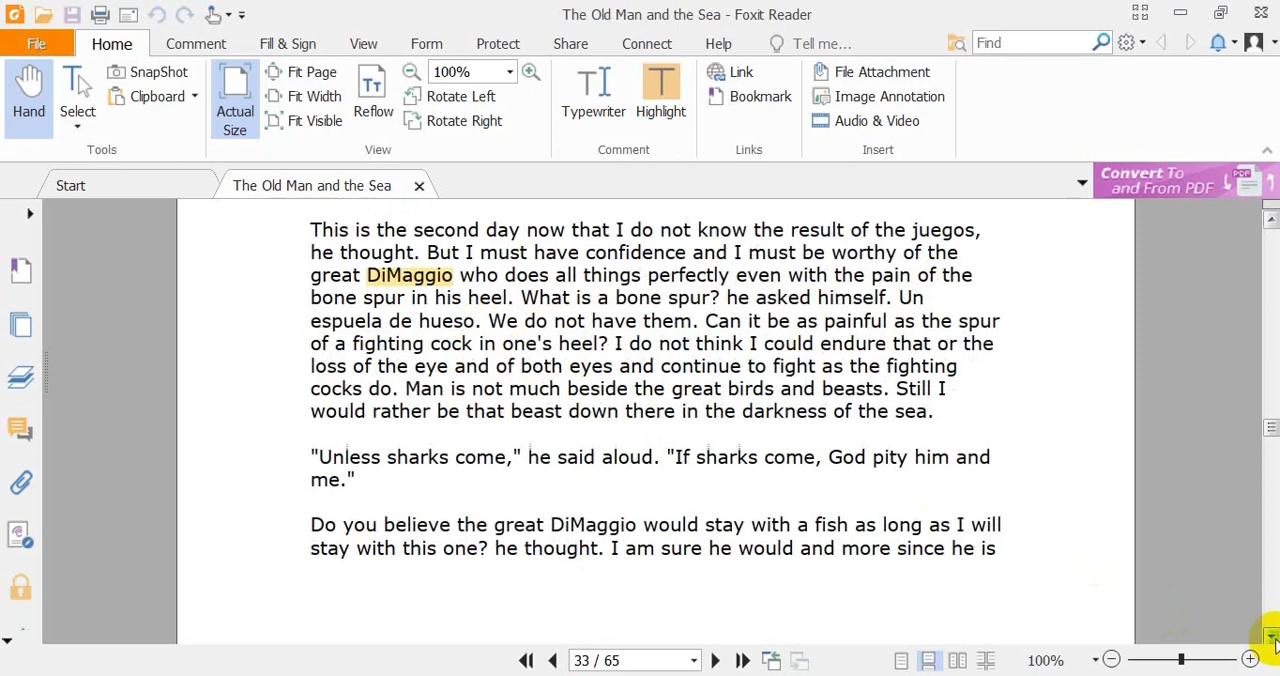 The Old Man and the Sea - Foxit Reader
File Home Comment Fill & Sign View Form Protect Share Connect Help Tell me... Find
Hand
Select
SnapShot
Clipboard
Tools
Actual Size
Fit Page
Fit Width
Fit Visible
Reflow
100%
Rotate Left
Rotate Right
View
Typewriter
Highlight
Comment
Link
Bookmark
Links
File Attachment
Image Annotation
Audio & Video
Insert
Start
The Old Man and the Sea
Convert To
and From PDF
PDF
This is the second day now that I do not know the result of the juegos,
he thought. But I must have confidence and I must be worthy of the
great DiMaggio who does all things perfectly even with the pain of the
bone spur in his heel. What is a bone spur? he asked himself. Un
espuela de hueso. We do not have them. Can it be as painful as the spur
of a fighting cock in one's heel? I do not think I could endure that or the
loss of the eye and of both eyes and continue to fight as the fighting
cocks do. Man is not much beside the great birds and beasts. Still I
would rather be that beast down there in the darkness of the sea.
"Unless sharks come," he said aloud. "If sharks come, God pity him and
me."
Do you believe the great DiMaggio would stay with a fish as long as I will
stay with this one? he thought. I am sure he would and more since he is
33 / 65
100%